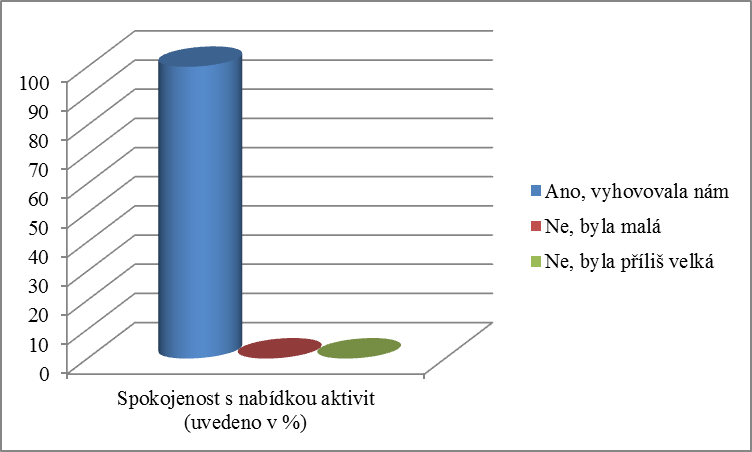 100
90
80
70
60
50
40
30
20
10
0
Spokojenost s nabídkou aktivit
(uvedeno v %)
Ano, vyhovovala nám
Ne, byla malá
Ne, byla příliš velká